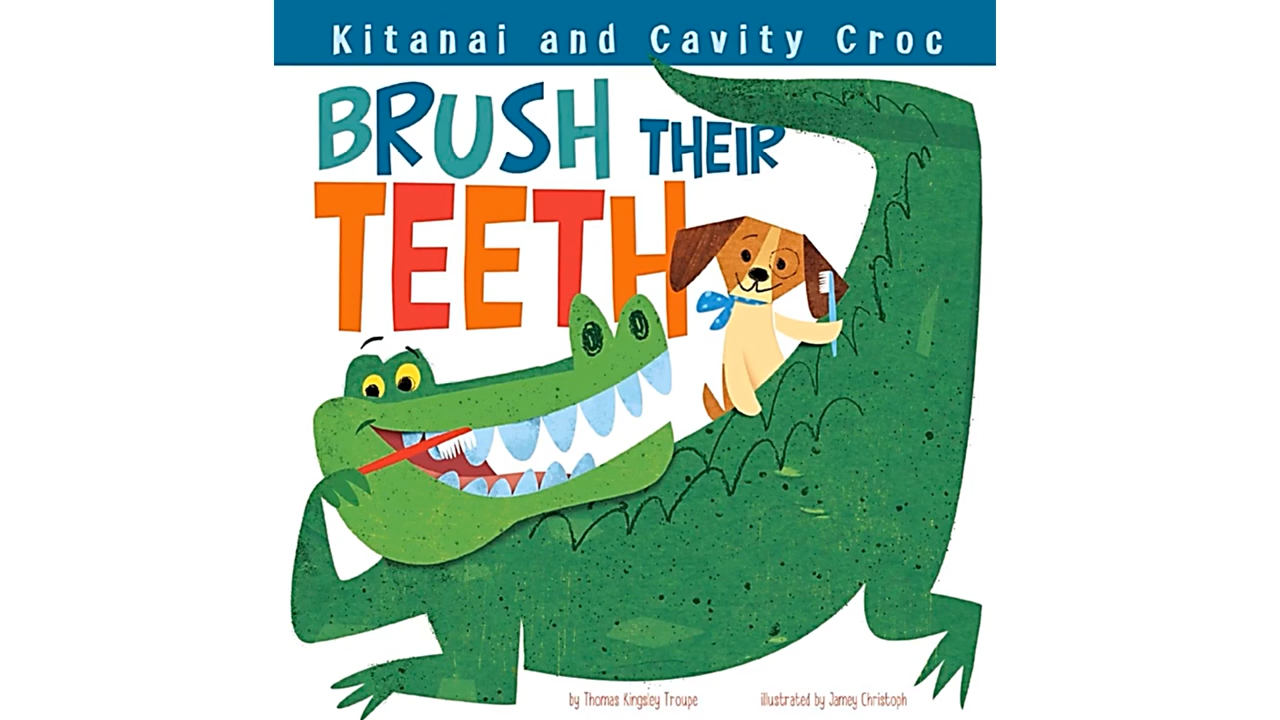 Kitanai and Cavity Croc
BRUSH THEIR
TEETH
by Thomas Kingsley Troupe illustrated by Jamey Christoph